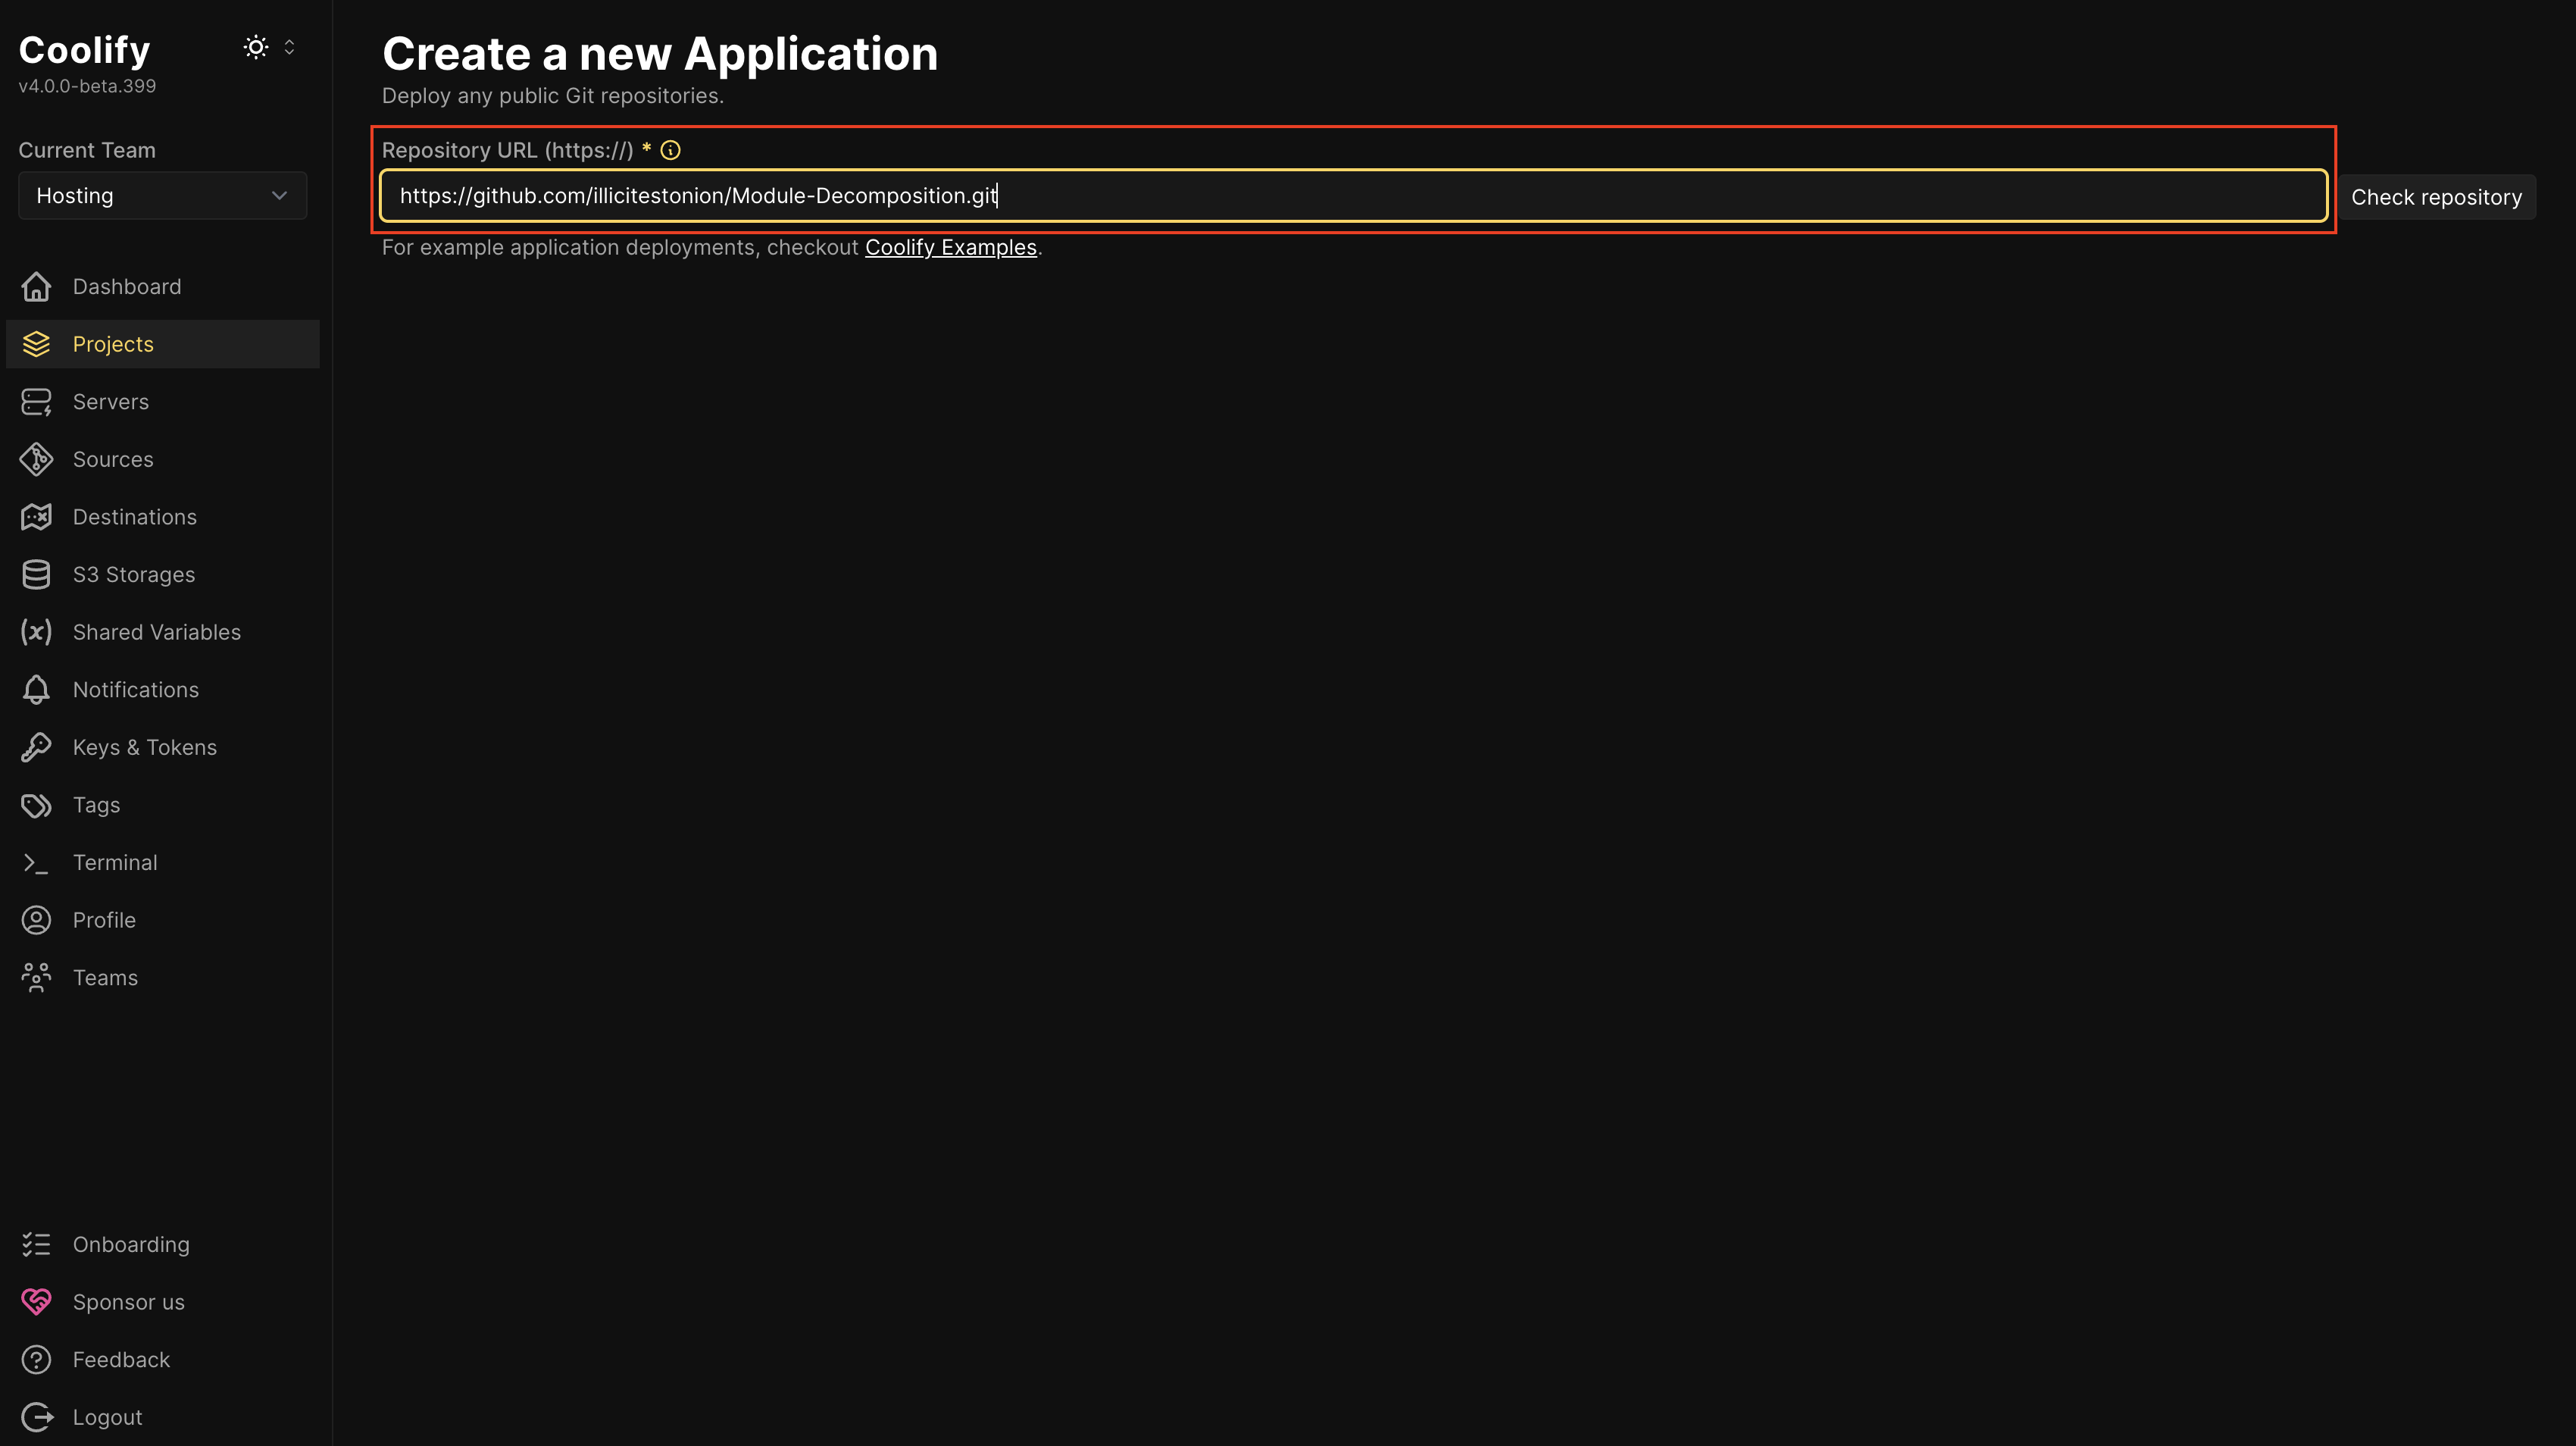 Coolify
v4.0.0-beta.399
Current Team
Hosting
Dashboard
Projects
Servers
Sources
Destinations
S3 Storages
Shared Variables
Notifications
Keys & Tokens
Tags
Terminal
Profile
Teams
Onboarding
Sponsor us
Feedback
Logout
Create a new Application
Deploy any public Git repositories.
Repository URL (https://) *
https://github.com/illicitestonion/Module-Decomposition.git
Check repository
For example application deployments, checkout Coolify Examples.